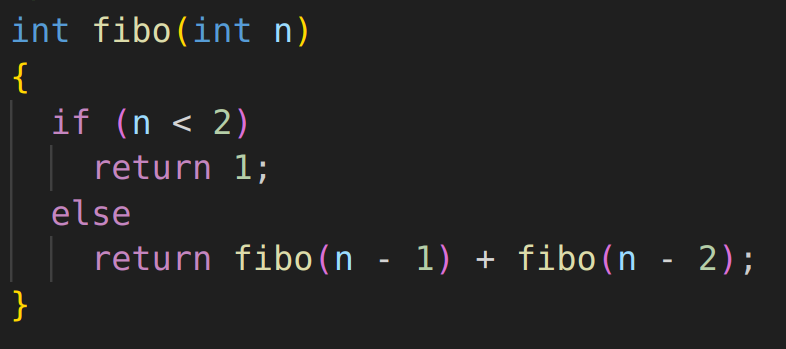 int fibo(int n)
{
  if (n < 2)
    return 1;
  else
    return fibo(n - 1) + fibo(n - 2);
}